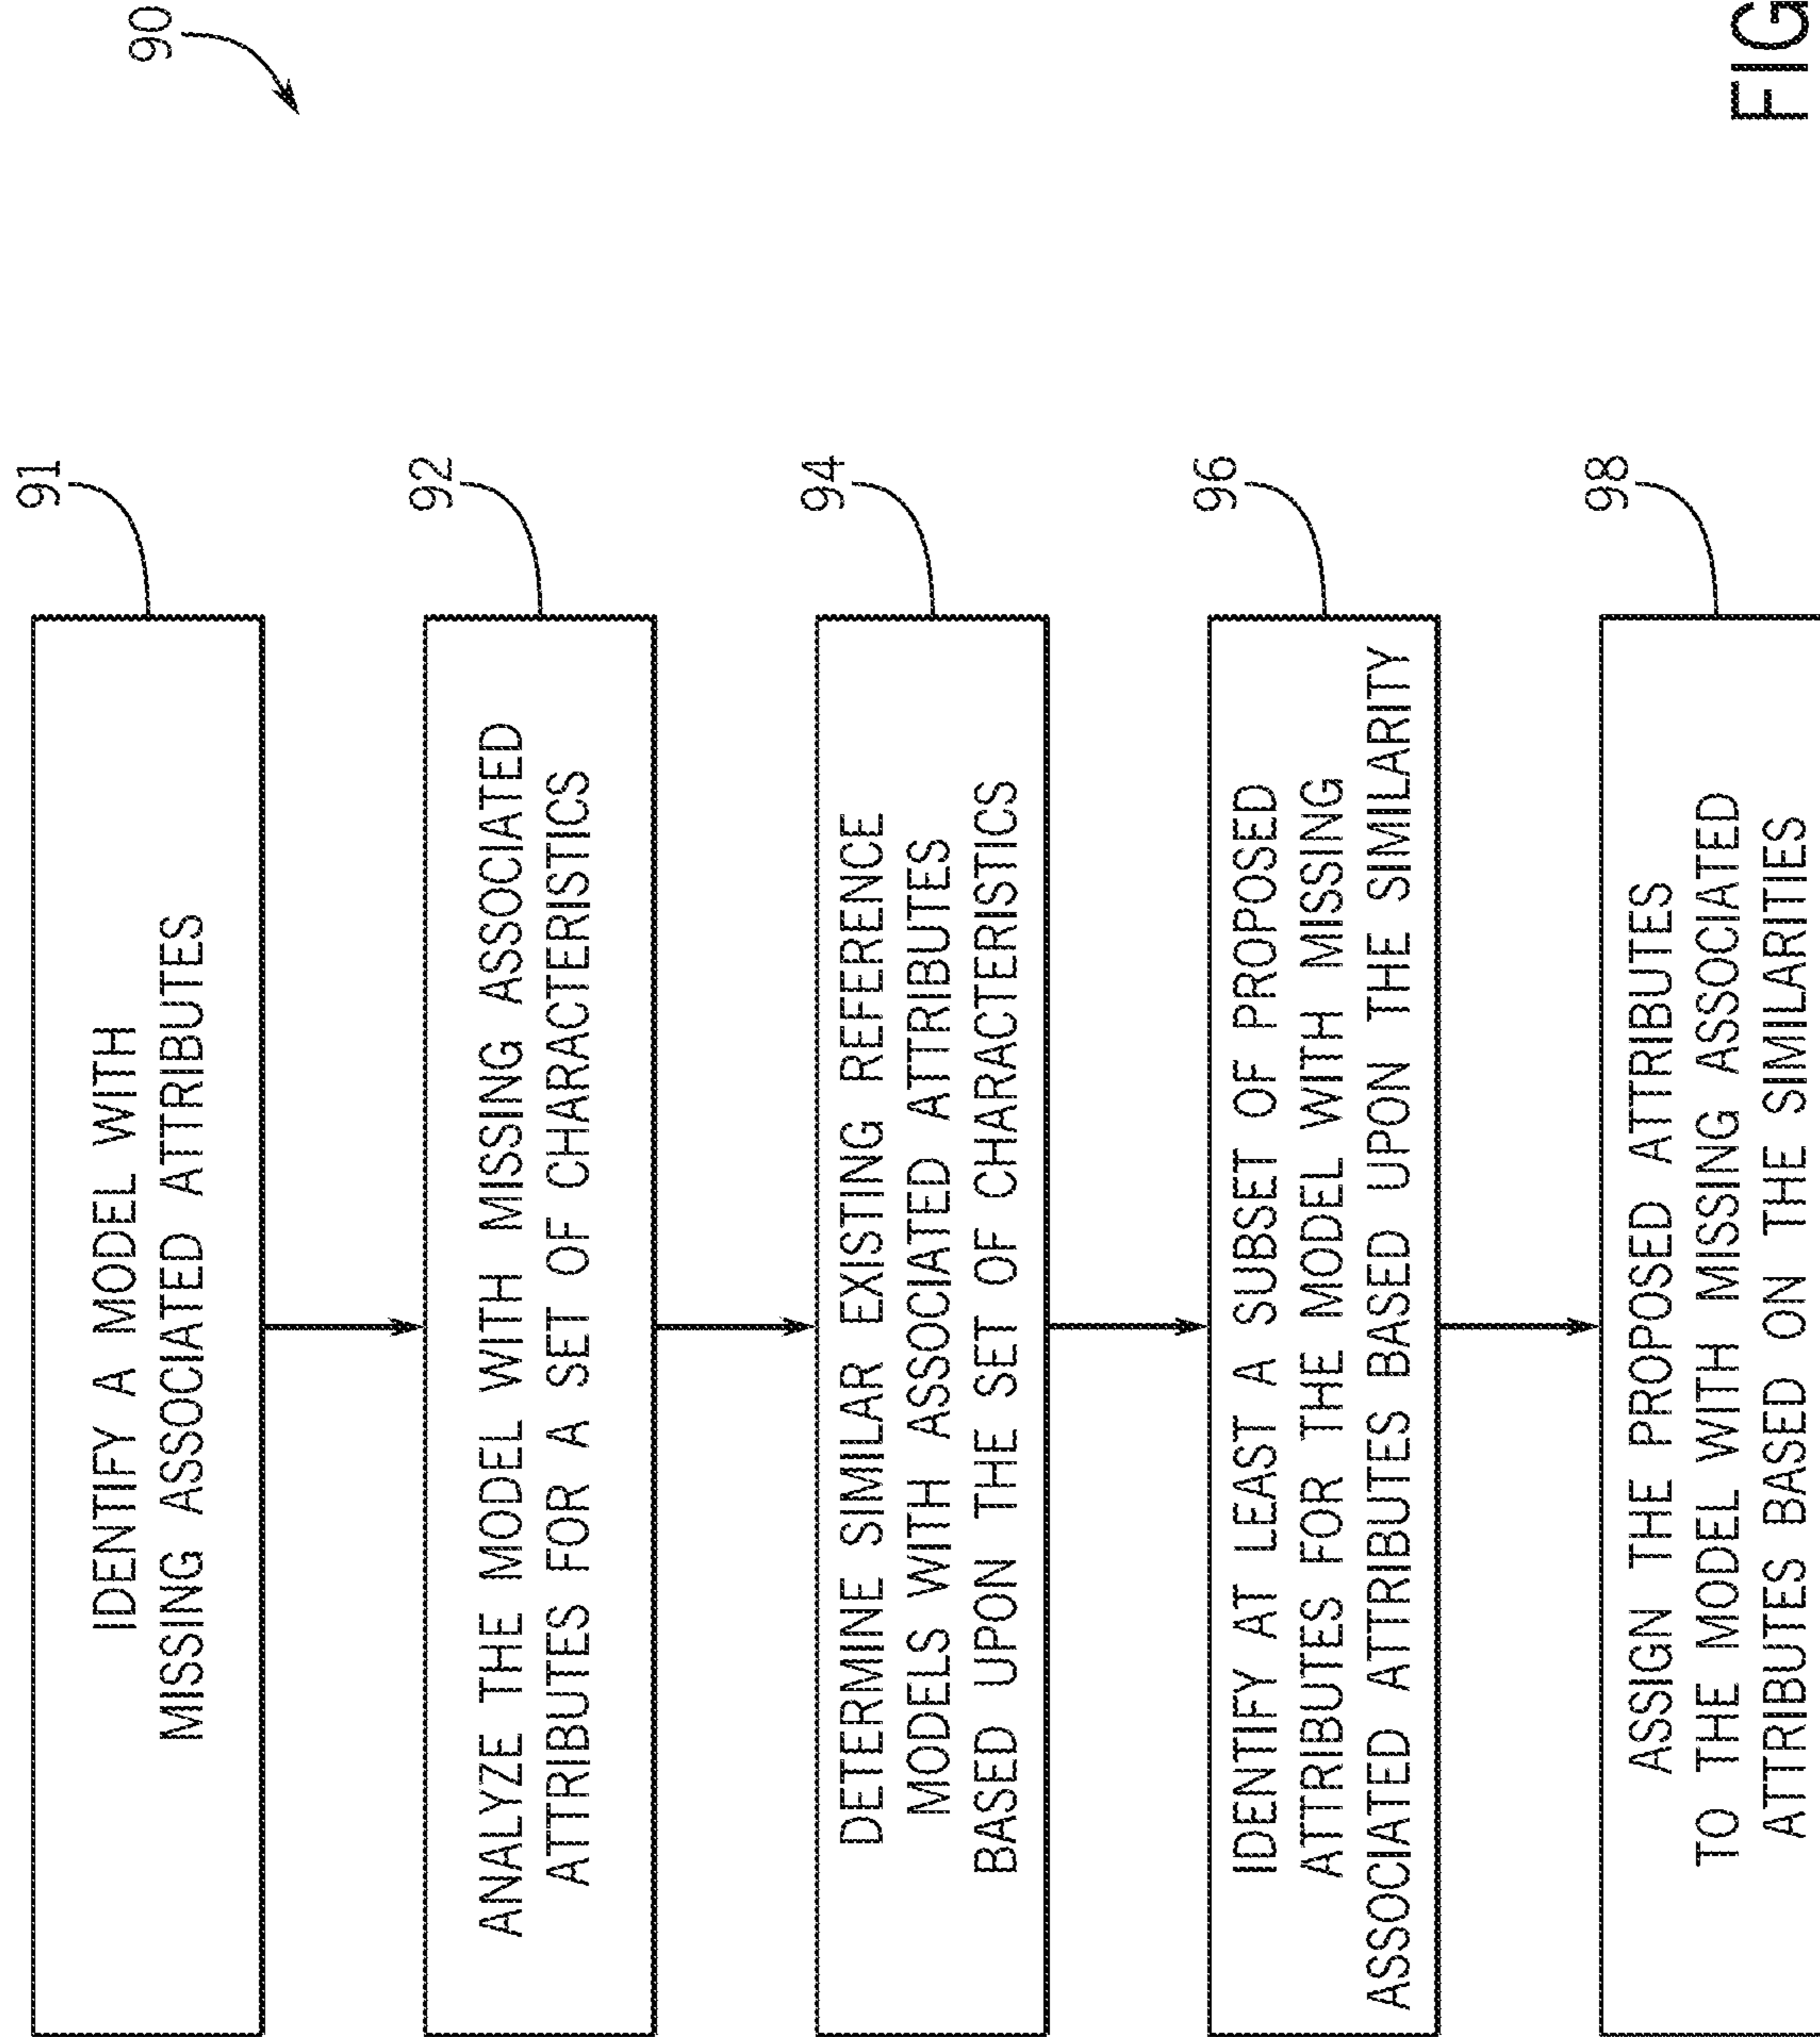 90
91
IDENTIFY A MODEL WITH
MISSING ASSOCIATED ATTRIBUTES
92
ANALYZE THE MODEL WITH MISSING ASSOCIATED
ATTRIBUTES FOR A SET OF CHARACTERISTICS
94
DETERMINE SIMILAR EXISTING REFERENCE
MODELS WITH ASSOCIATED ATTRIBUTES
BASED UPON THE SET OF CHARACTERISTICS
96
IDENTIFY AT LEAST A SUBSET OF PROPOSED
ATTRIBUTES FOR THE MODEL WITH MISSING
ASSOCIATED ATTRIBUTES BASED UPON THE SIMILARITY
98
ASSIGN THE PROPOSED ATTRIBUTES
TO THE MODEL WITH MISSING ASSOCIATED
ATTRIBUTES BASED ON THE SIMILARITIES
FIG